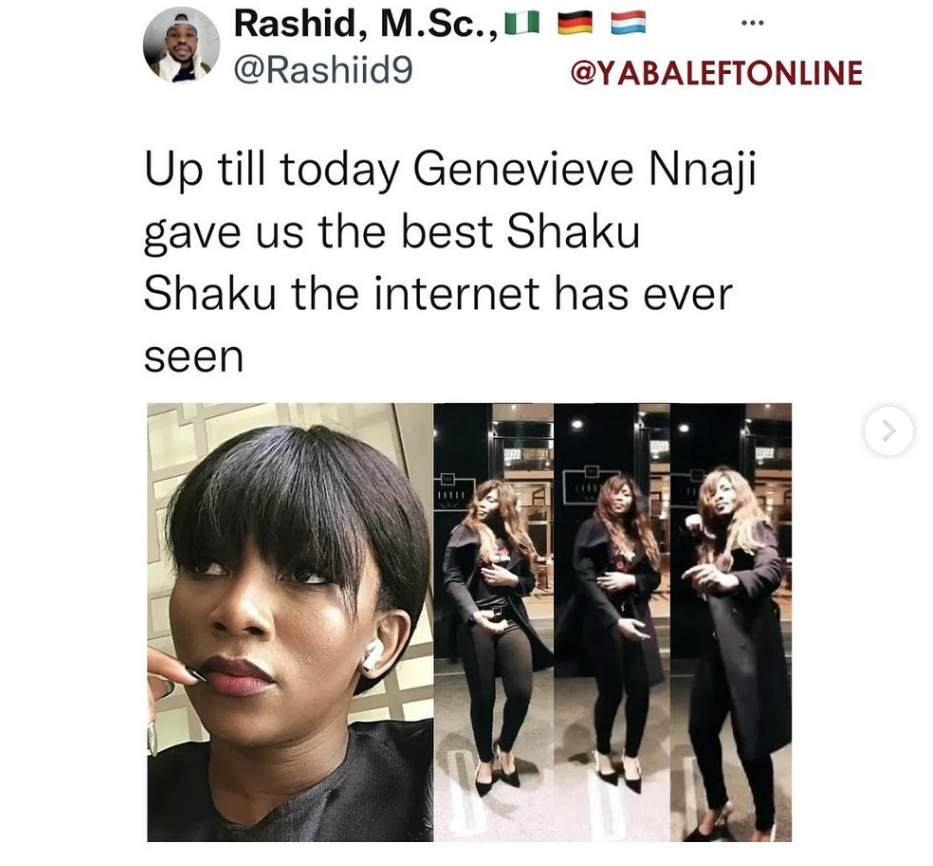 Rashid, M.Sc.,🇳🇬 🇩🇪 🇱🇺 ...
@Rashiid9
@YABALEFTONLINE
Up till today Genevieve Nnaji
gave us the best Shaku
Shaku the internet has ever
seen